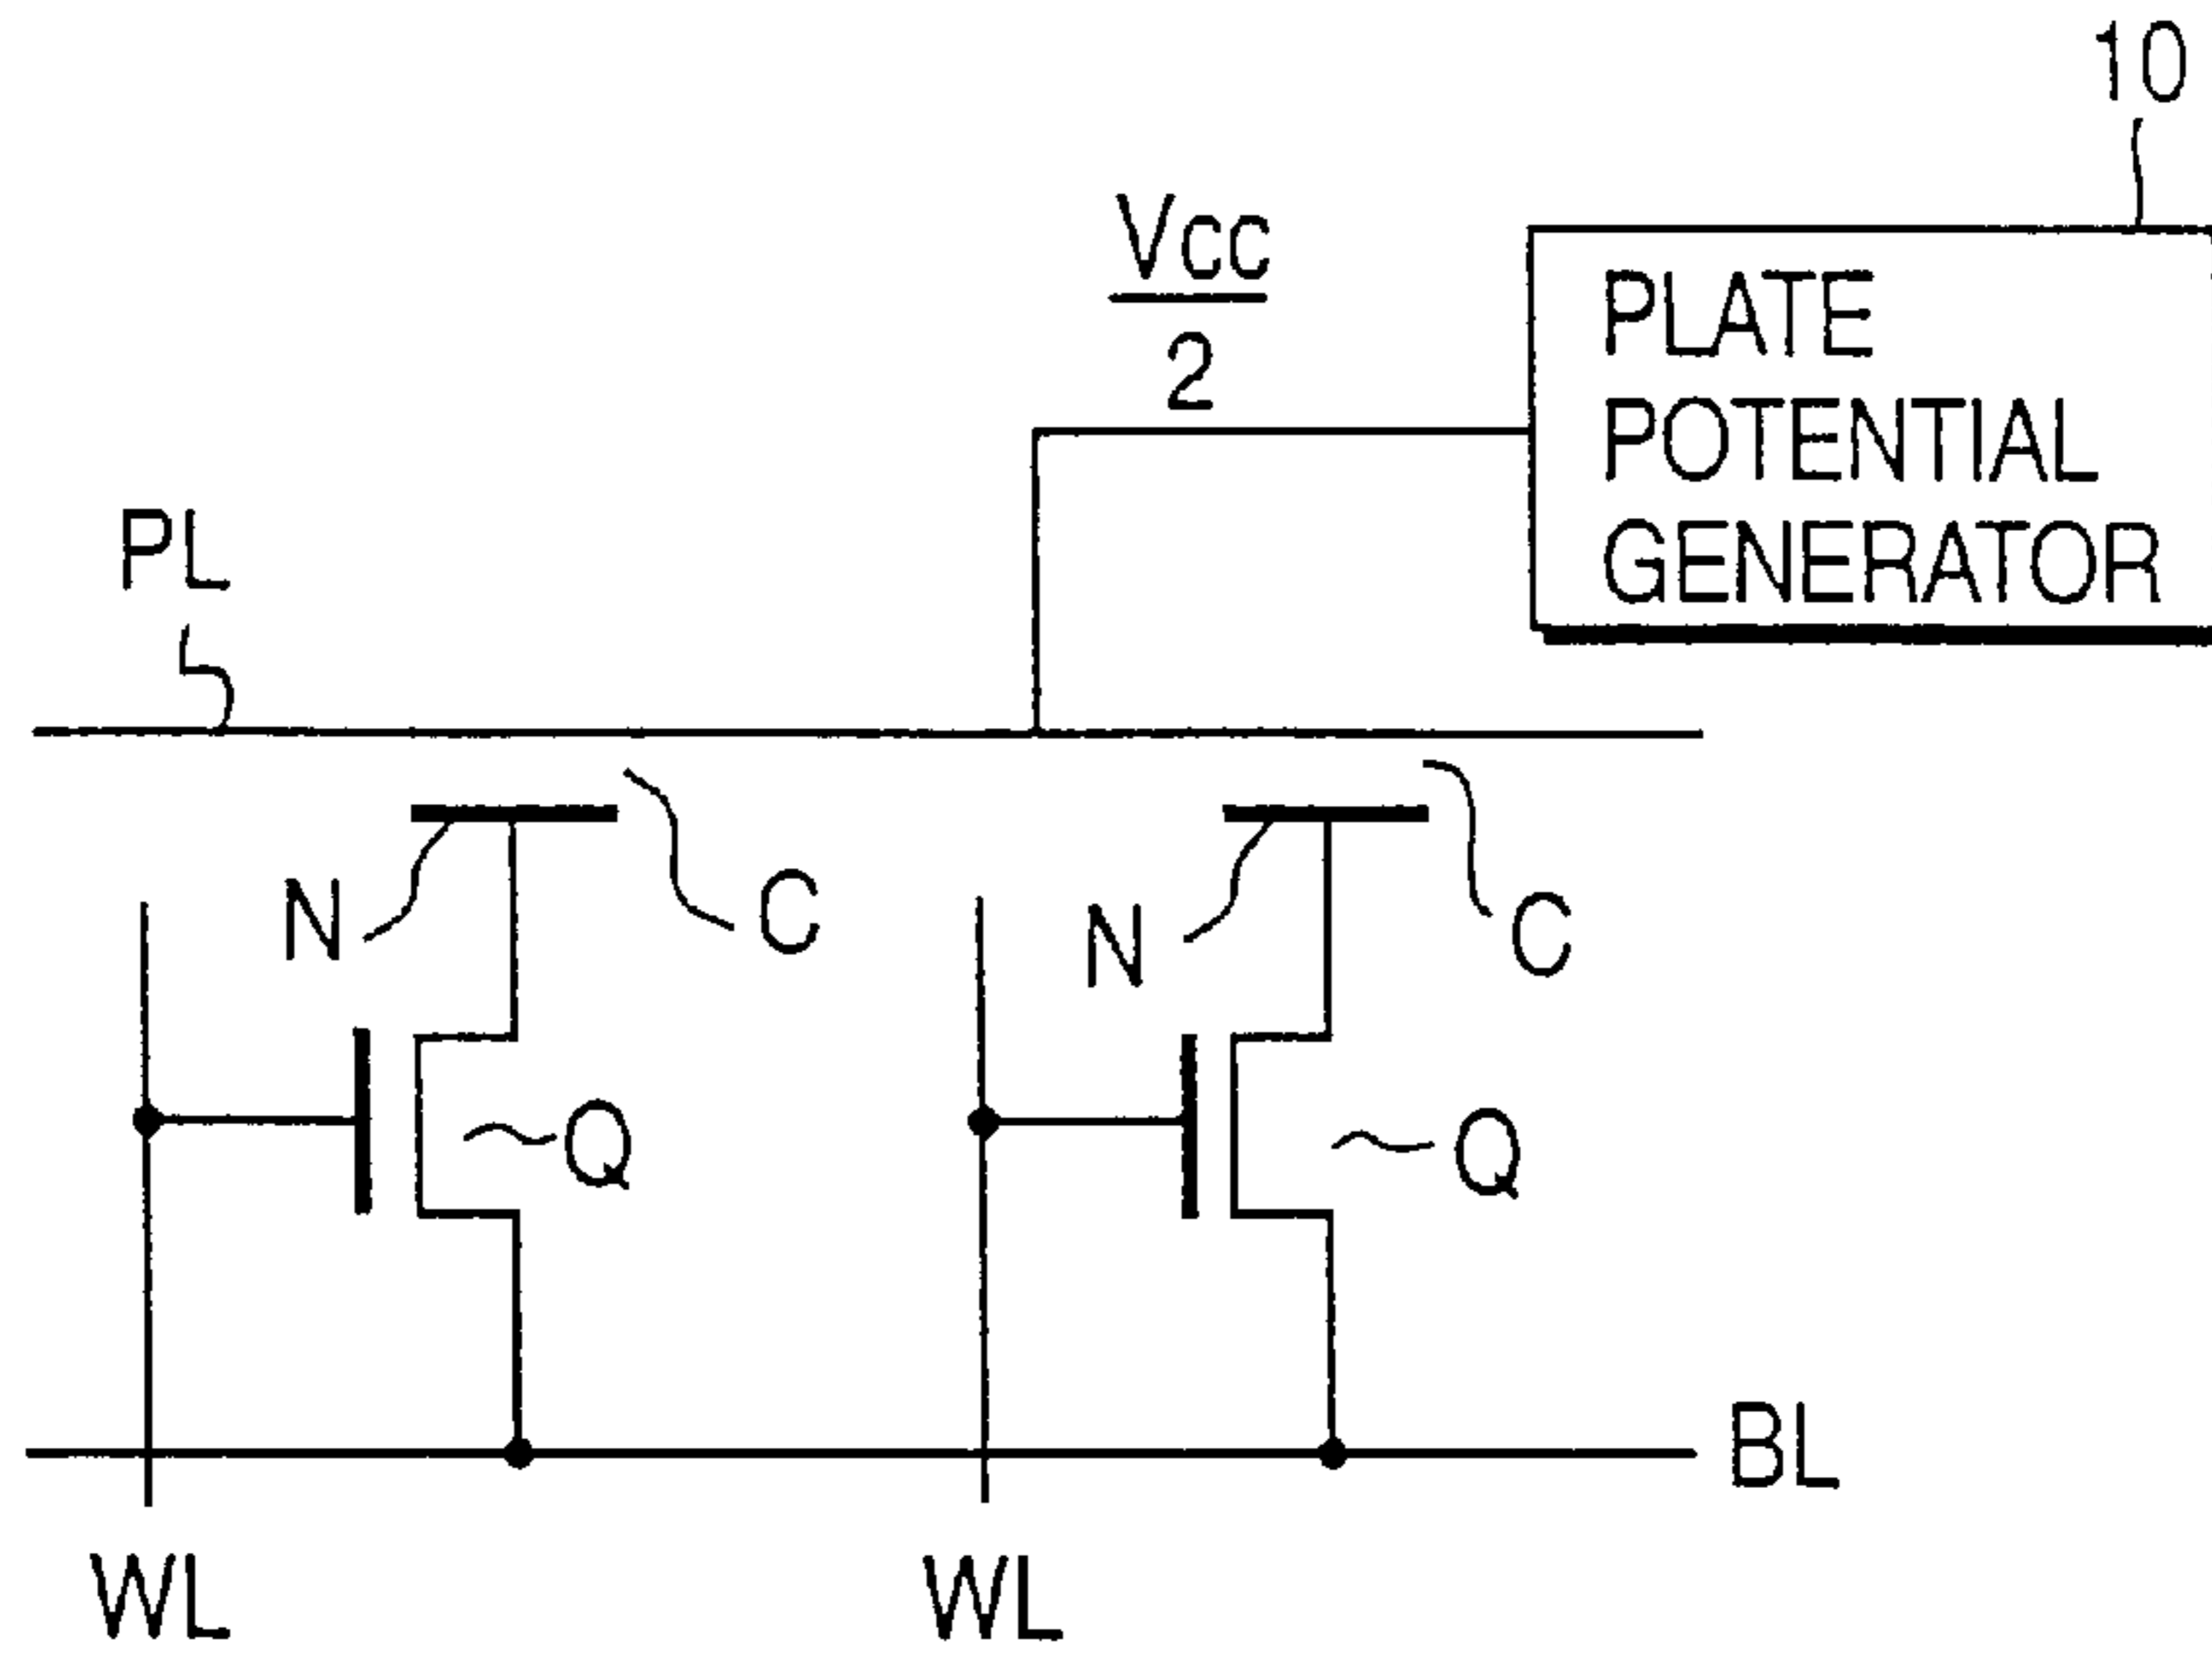 10
Vcc
2
PLATE
POTENTIAL
GENERATOR
PL
N
C
N
C
Q
Q
BL
WL
WL